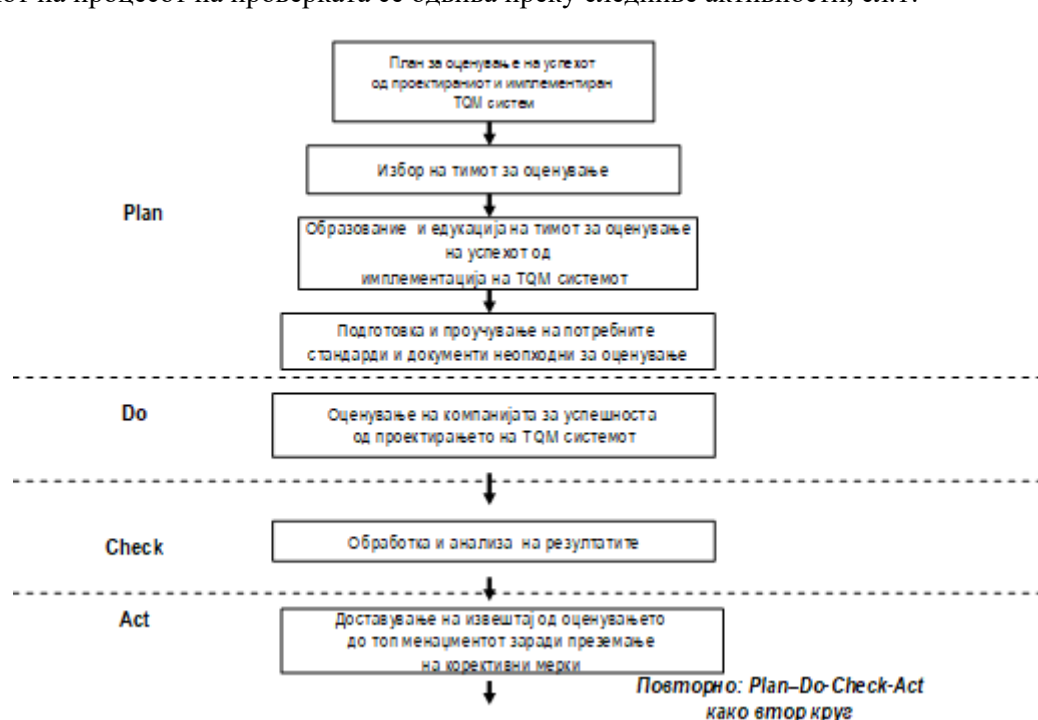 на процесот на проверката се одвива преку следниве активности, сл.1.
План за оценување на успехот
од проектираниот и имплементиран
TQM систем
Избор на тимот за оценување
Plan
Образование и едукација на тимот за оценување
на успехот од
имплементација на TQM системот
Подготовка и проучување на потребните
стандарди и документи неопходни за оценување
Do
Оценување на компанијата за успешноста
од проектирањето на TQM системот
Check
Обработка и анализа на резултатите
Act
Доставување на извештај од оценувањето
до топ менаџментот заради преземање
на корективни мерки
Повторно: Plan–Do-Check-Act
како втор круг